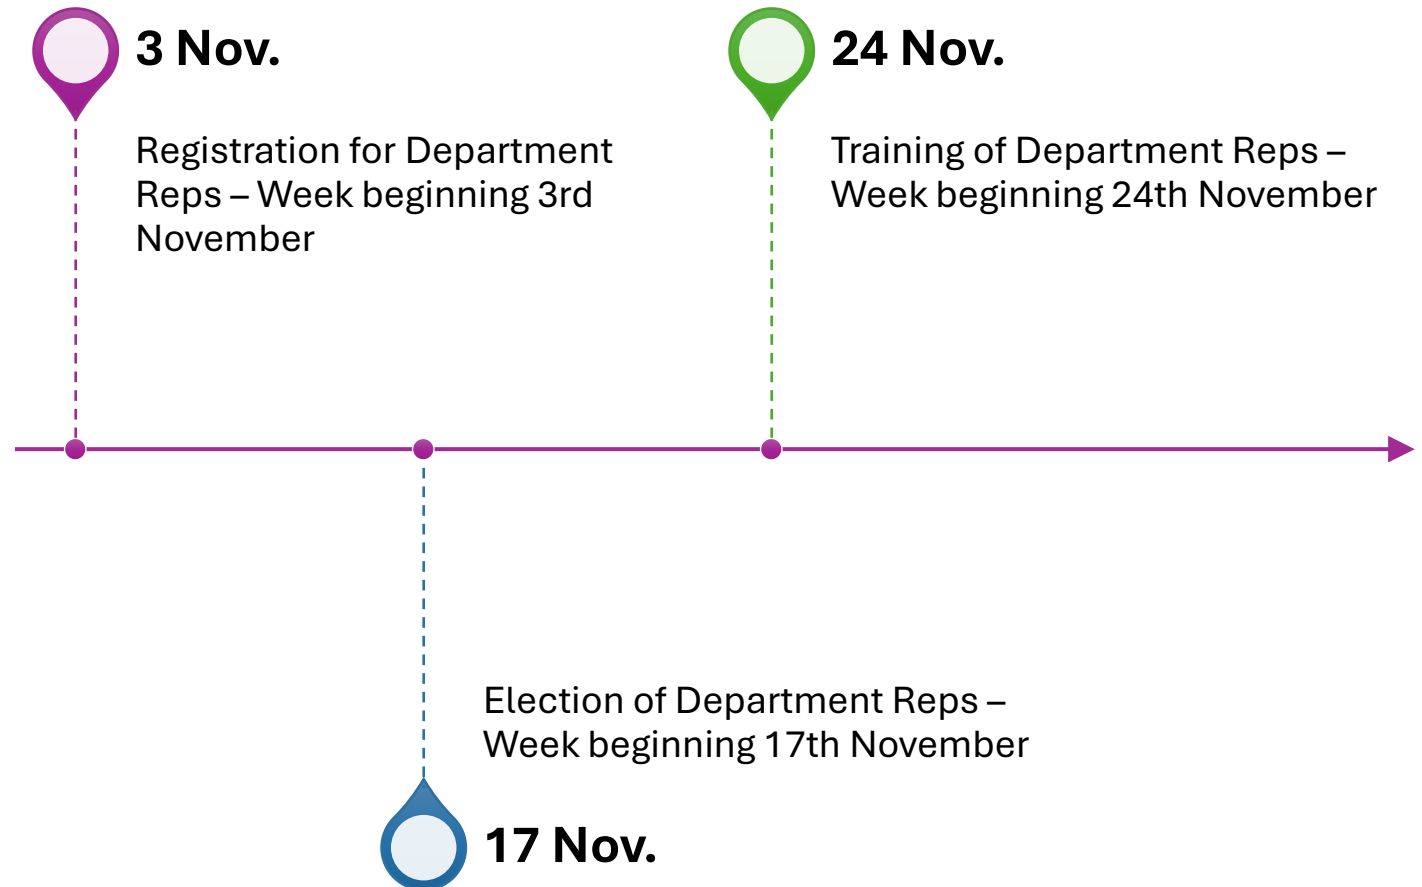 3 Nov.
Registration for Department
Reps – Week beginning 3rd
November
24 Nov.
Training of Department Reps –
Week beginning 24th November
Election of Department Reps –
Week beginning 17th November
17 Nov.